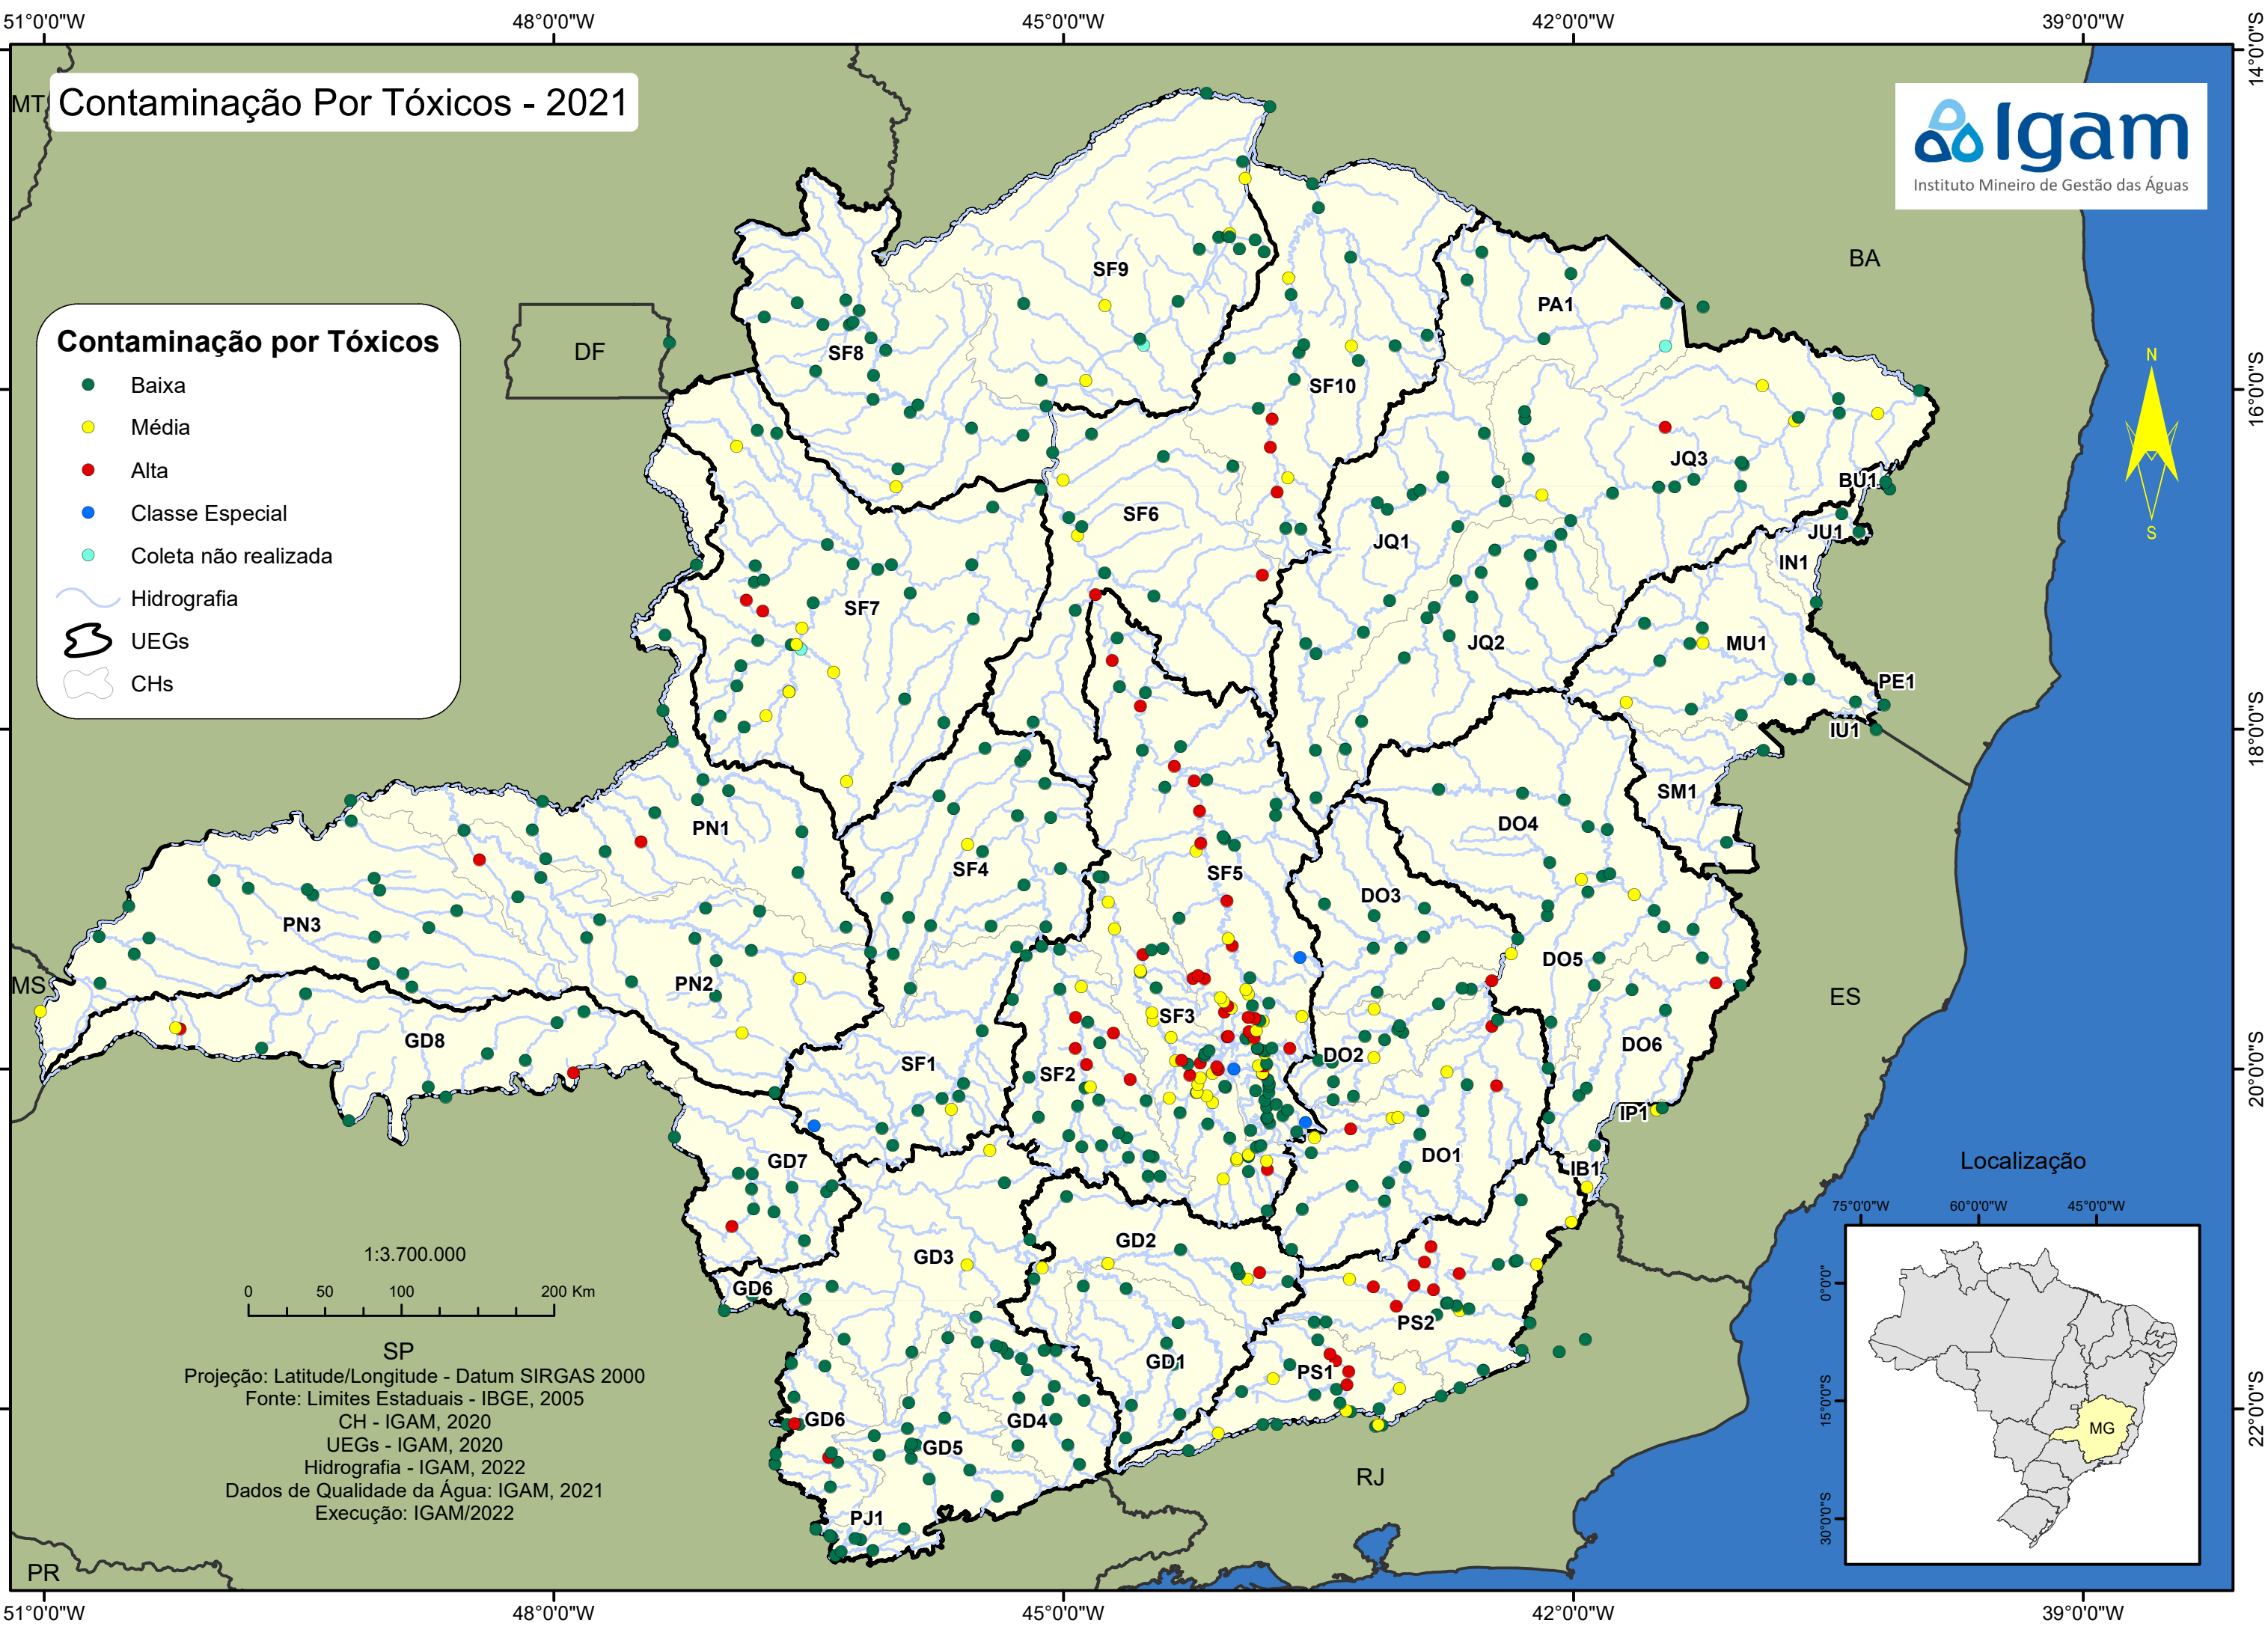 51°0'0"W
48°0'0"W
45°0'0"W
42°0'0"W
39°0'0"W
14°0'0"S
16°0'0"S
18°0'0"S
20°0'0"S
22°0'0"S
MT
Contaminação Por Tóxicos - 2021
Igam
Instituto Mineiro de Gestão das Águas
BA
DF
Contaminação por Tóxicos
Baixa
Média
Alta
Classe Especial
Coleta não realizada
Hidrografia
UEGs
CHs
N
S
SF9
PA1
SF8
SF10
JQ3
BU1
SF6
JU1
JQ1
IN1
SF7
JQ2
MU1
PE1
IU1
SM1
PN1
DO4
SF4
SF5
DO3
PN3
DO5
MS
PN2
ES
SF3
GD8
DO6
DO2
SF1
SF2
IP1
DO1
GD7
IB1
Localização
75°0'0"W
60°0'0"W
45°0'0"W
0°0'0"
15°0'0"S
30°0'0"S
MG
GD2
GD3
GD6
PS2
GD1
PS1
GD6
GD4
GD5
RJ
PJ1
1:3.700.000
0 50 100 200 Km
SP
Projeção: Latitude/Longitude - Datum SIRGAS 2000
Fonte: Limites Estaduais - IBGE, 2005
CH - IGAM, 2020
UEGs - IGAM, 2020
Hidrografia - IGAM, 2022
Dados de Qualidade da Água: IGAM, 2021
Execução: IGAM/2022
PR
51°0'0"W
48°0'0"W
45°0'0"W
42°0'0"W
39°0'0"W